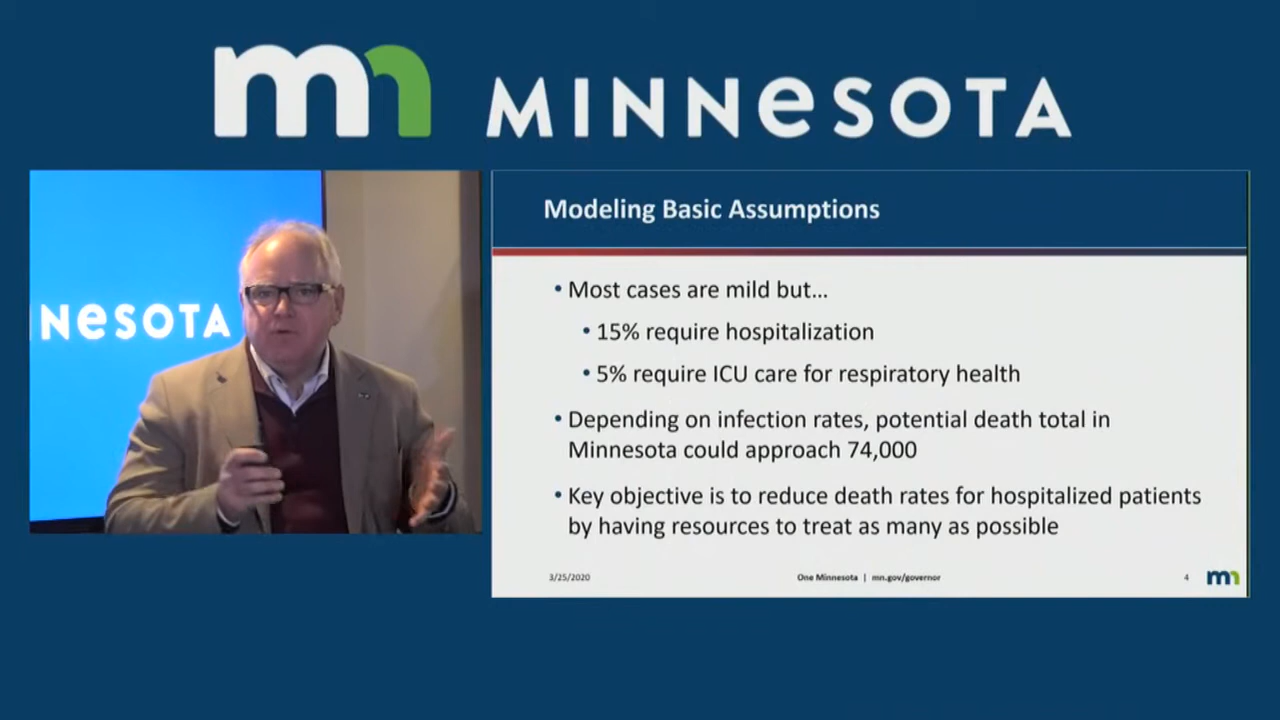 mn MINNESOTA
NNESOTA
Modeling Basic Assumptions
• Most cases are mild but...
• 15% require hospitalization
• 5% require ICU care for respiratory health
• Depending on infection rates, potential death total in
Minnesota could approach 74,000
• Key objective is to reduce death rates for hospitalized patients
by having resources to treat as many as possible
3/25/2020 One Minnesota | mn.gov/governor 4 mn